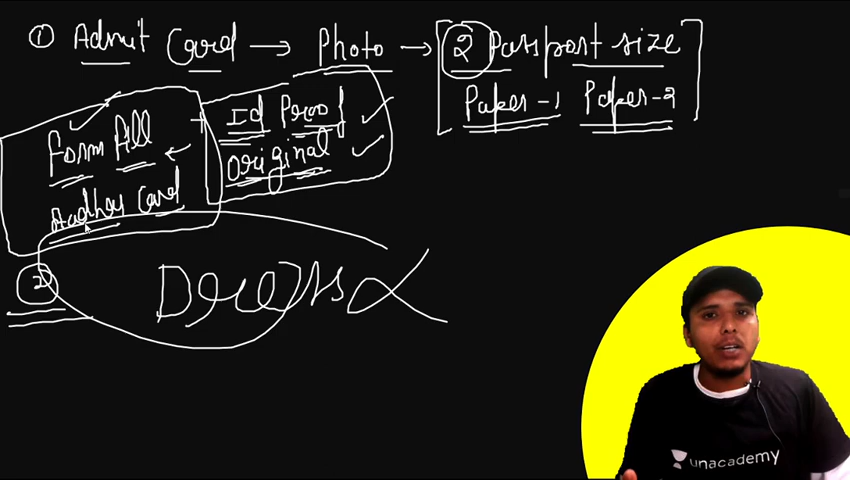 ① Admit Card → Photo → [2 Passport size
Paper-1 Paper-2]
Form fill ← + Id Proof ✓
Aadhar Card Original ✓
② Dress
unacademy